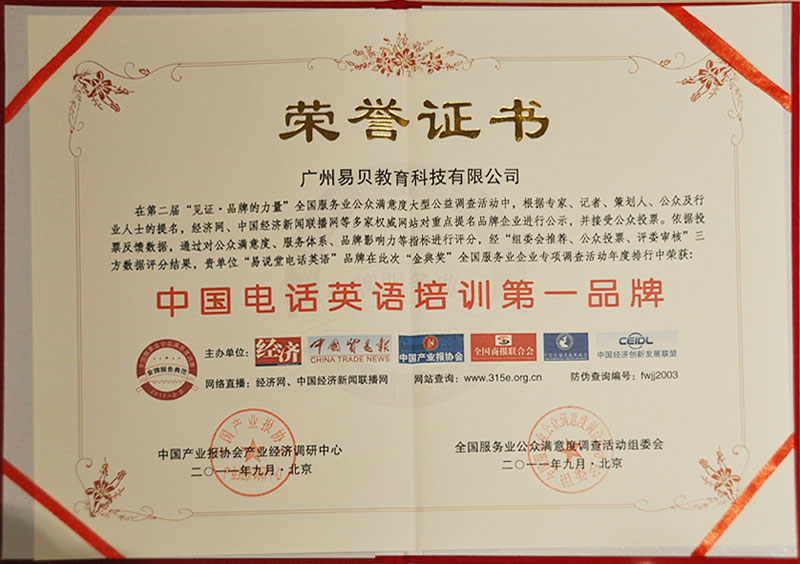 荣誉证书
广州易贝教育科技有限公司
在第二届“见证·品牌的力量”全国服务业公众满意度大型公益调查活动中，根据专家、记者、策划人、公众及行
业人士的提名，经济网、中国经济新闻联播网等多家权威网站对重点提名品牌企业进行公示，并接受公众投票。依据投
票反馈数据，通过对公众满意度、服务体系、品牌影响力等指标进行评分，经“组委会推荐、公众投票、评委审核”三
方数据评分结果，贵单位“易说堂电话英语”品牌在此次“金典奖”全国服务业企业专项调查活动年度排行中荣获：
中国电话英语培训第一品牌
主办单位：
经济
中国贸易报
CHINA TRADE NEWS
中国产业报协会
全国商报联合会
CEIDL
中国经济创新发展联盟
金牌服务典范
网络直播：经济网、中国经济新闻联播网
网站查询：www.315e.org.cn
防伪查询编号：fwjj2003
中国产业报协会产业经济调研中心
二〇一一年九月·北京
全国服务业公众满意度调查活动组委会
二〇一一年九月·北京